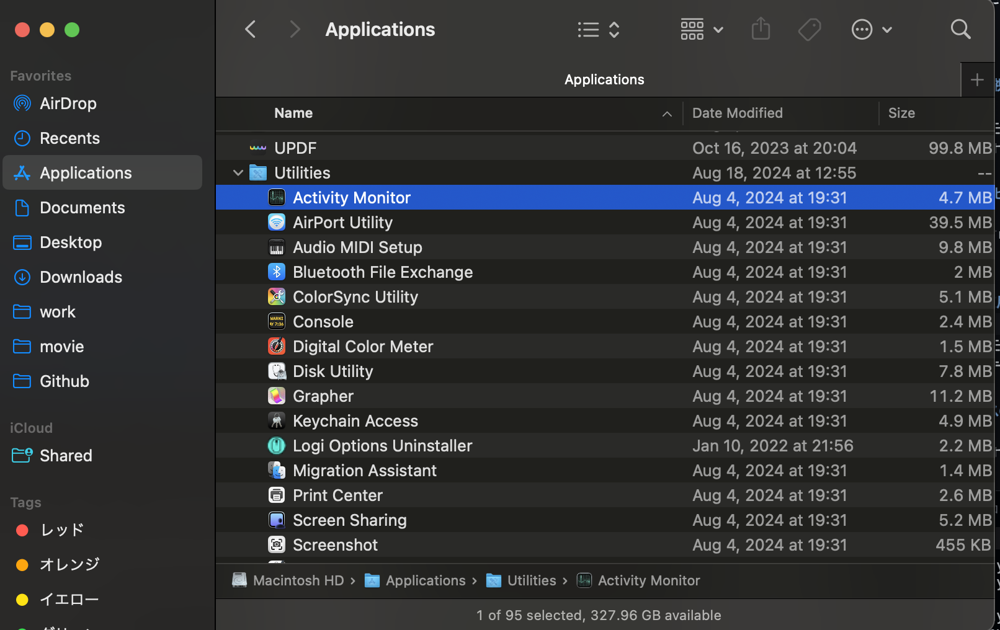 Applications
Favorites
AirDrop
Recents
Applications
Documents
Desktop
Downloads
work
movie
Github
iCloud
Shared
Tags
レッド
オレンジ
イエロー
Applications
Name Date Modified Size
UPDF Oct 16, 2023 at 20:04 99.8 MB
Utilities Aug 18, 2024 at 12:55 --
Activity Monitor Aug 4, 2024 at 19:31 4.7 MB
AirPort Utility Aug 4, 2024 at 19:31 39.5 MB
Audio MIDI Setup Aug 4, 2024 at 19:31 9.8 MB
Bluetooth File Exchange Aug 4, 2024 at 19:31 2 MB
ColorSync Utility Aug 4, 2024 at 19:31 5.1 MB
Console Aug 4, 2024 at 19:31 2.4 MB
Digital Color Meter Aug 4, 2024 at 19:31 1.5 MB
Disk Utility Aug 4, 2024 at 19:31 7.8 MB
Grapher Aug 4, 2024 at 19:31 11.2 MB
Keychain Access Aug 4, 2024 at 19:31 4.9 MB
Logi Options Uninstaller Jan 10, 2022 at 21:56 2.2 MB
Migration Assistant Aug 4, 2024 at 19:31 1.4 MB
Print Center Aug 4, 2024 at 19:31 2.6 MB
Screen Sharing Aug 4, 2024 at 19:31 5.2 MB
Screenshot Aug 4, 2024 at 19:31 455 KB
Macintosh HD › Applications › Utilities › Activity Monitor
1 of 95 selected, 327.96 GB available